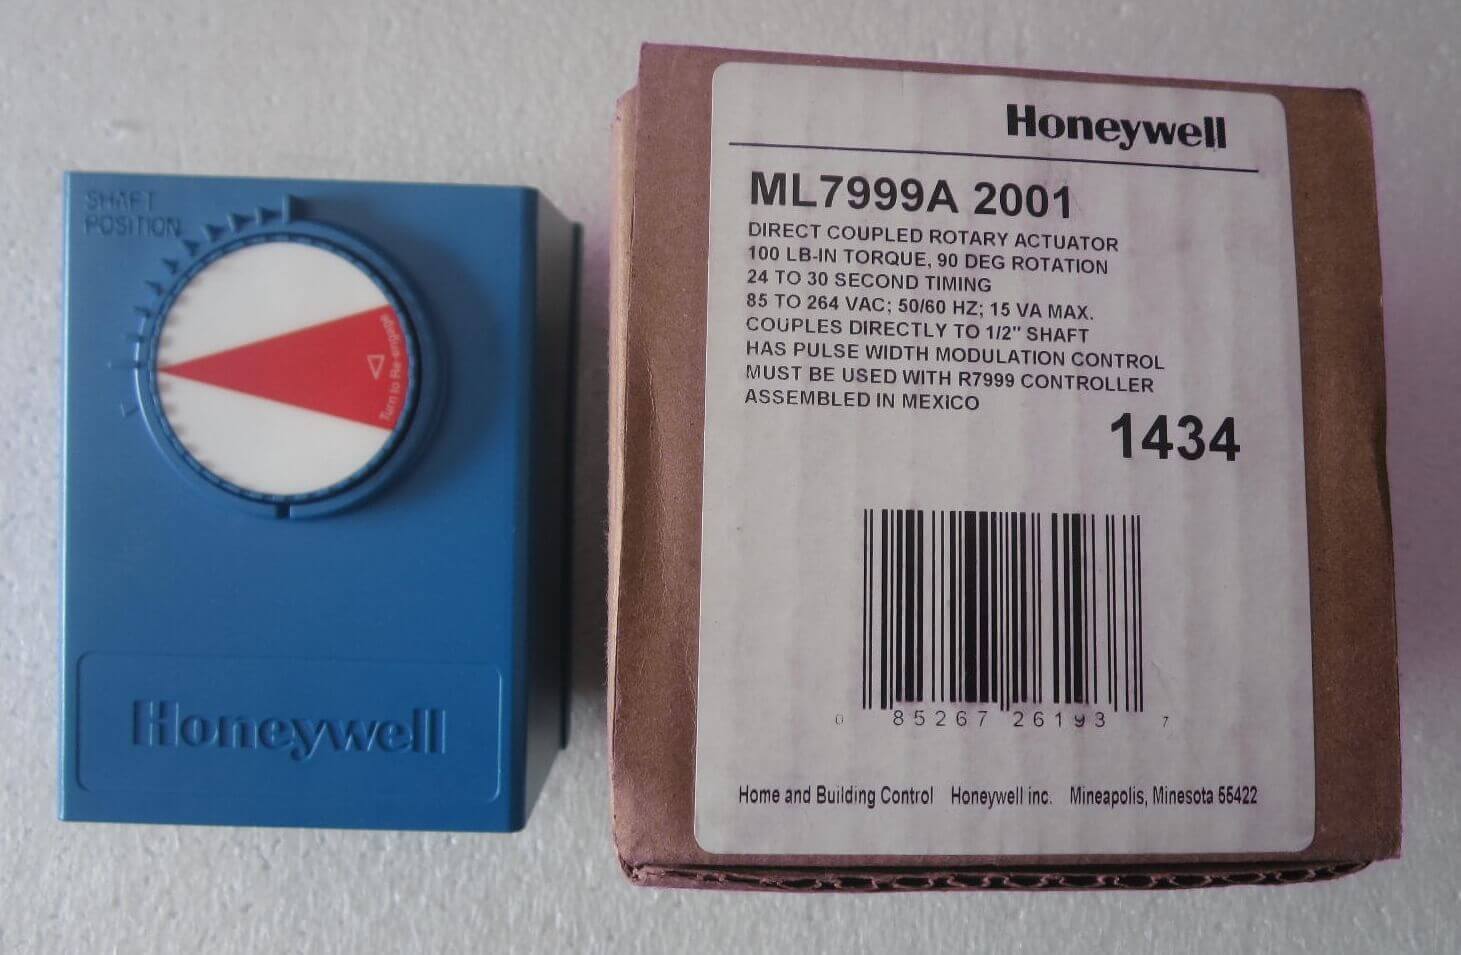 SHAFT
POSITION
Turn to Re-engage
Honeywell
Honeywell
ML7999A 2001
DIRECT COUPLED ROTARY ACTUATOR
100 LB-IN TORQUE, 90 DEG ROTATION
24 TO 30 SECOND TIMING
85 TO 264 VAC; 50/60 HZ; 15 VA MAX.
COUPLES DIRECTLY TO 1/2" SHAFT
HAS PULSE WIDTH MODULATION CONTROL
MUST BE USED WITH R7999 CONTROLLER
ASSEMBLED IN MEXICO
1434
0 85267 26193 7
Home and Building Control Honeywell inc. Mineapolis, Minesota 55422